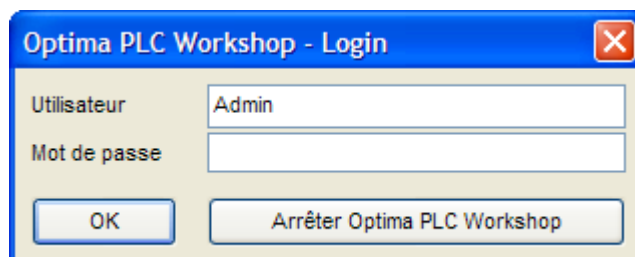 Optima PLC Workshop - Login
Utilisateur Admin
Mot de passe
OK Arrêter Optima PLC Workshop